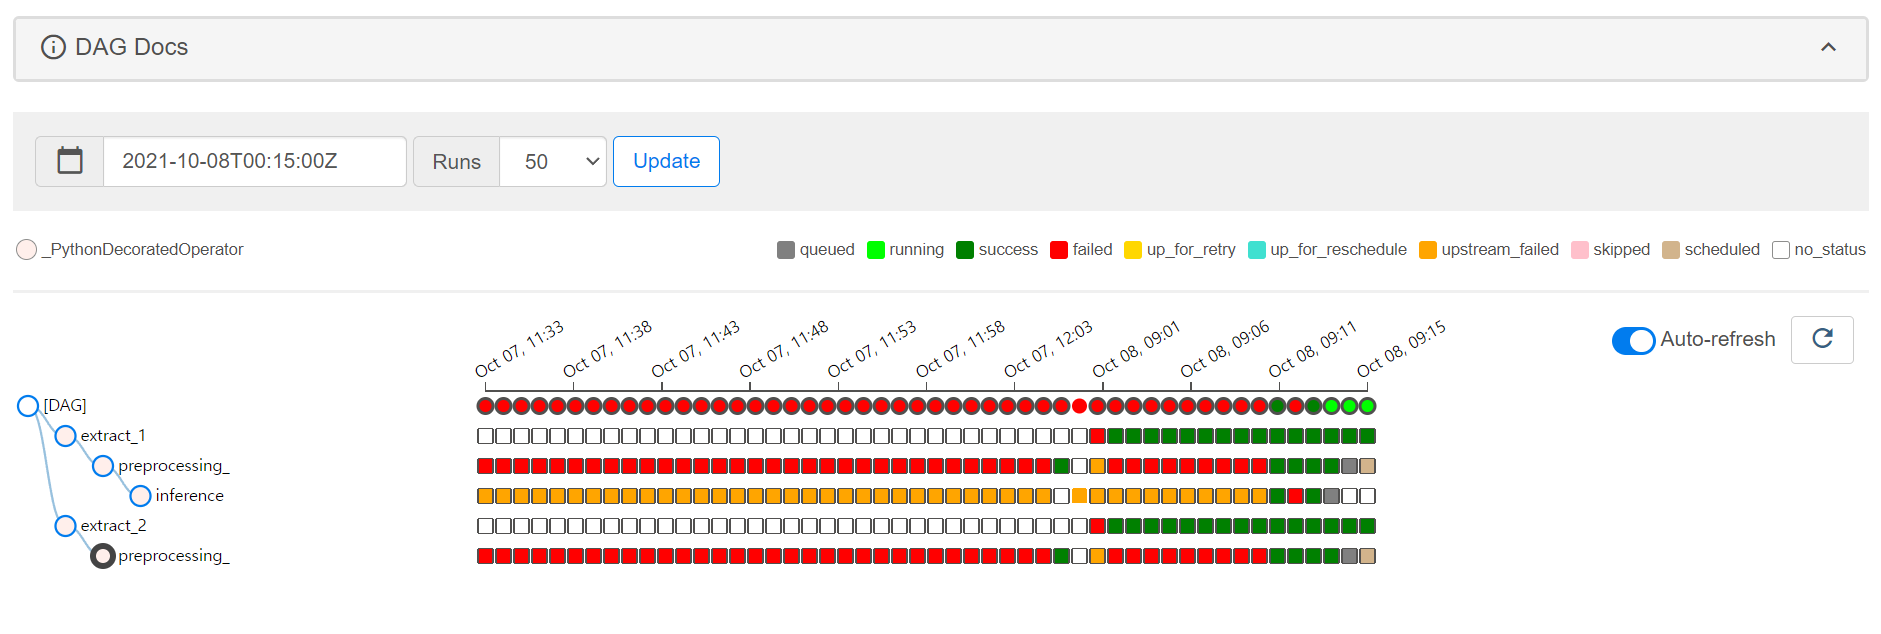 DAG Docs
2021-10-08T00:15:00Z Runs 50 Update
_PythonDecoratedOperator queued running success failed up_for_retry up_for_reschedule upstream_failed skipped scheduled no_status
Oct 07, 11:33 Oct 07, 11:38 Oct 07, 11:43 Oct 07, 11:48 Oct 07, 11:53 Oct 07, 11:58 Oct 07, 12:03 Oct 08, 09:01 Oct 08, 09:06 Oct 08, 09:11 Oct 08, 09:15
Auto-refresh
[DAG]
extract_1
preprocessing_
inference
extract_2
preprocessing_